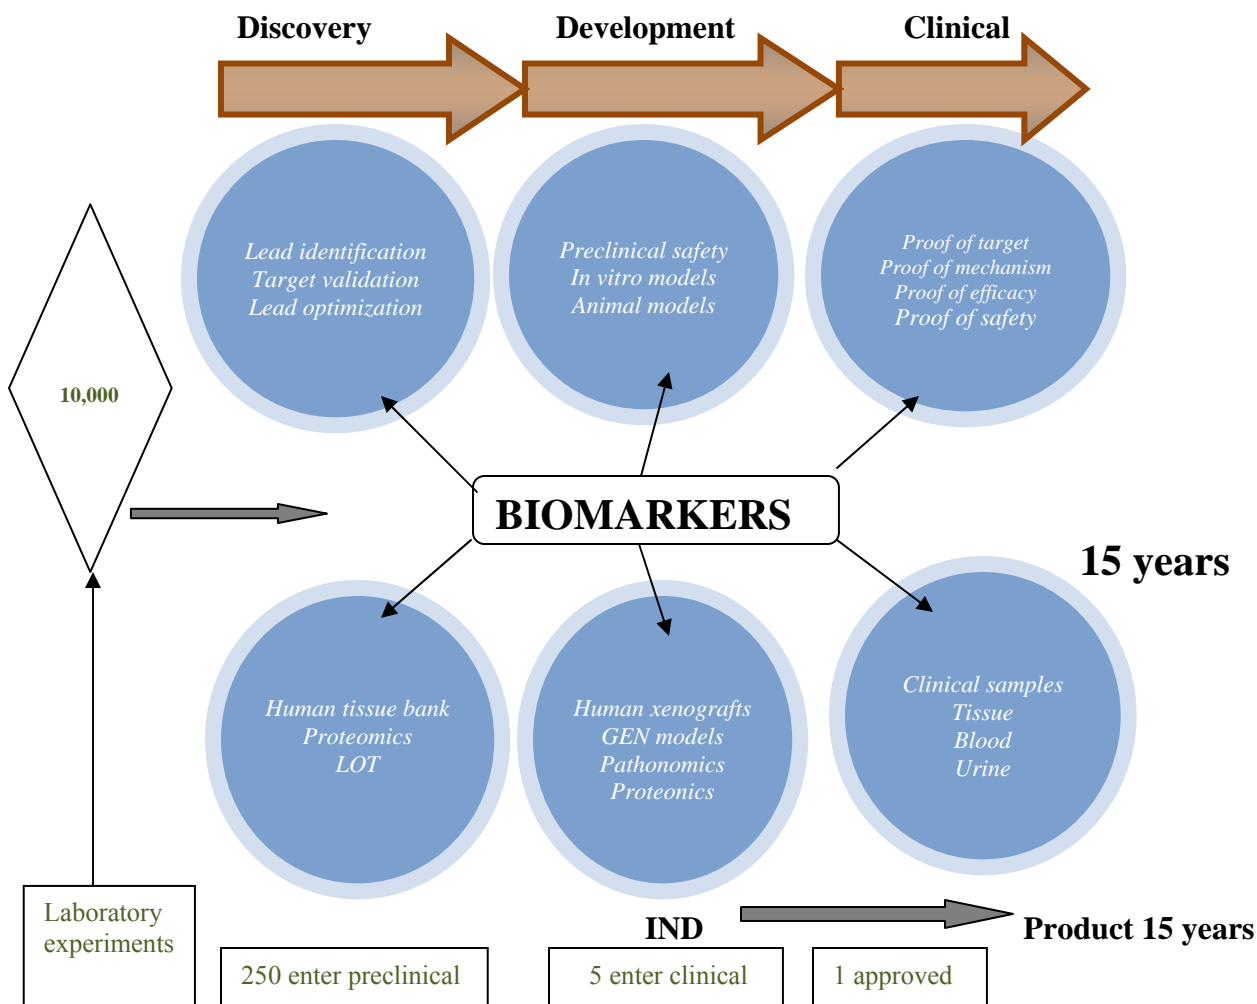 Discovery
Development
Clinical
Lead identification
Target validation
Lead optimization
Preclinical safety
In vitro models
Animal models
Proof of target
Proof of mechanism
Proof of efficacy
Proof of safety
10,000
BIOMARKERS
15 years
Human tissue bank
Proteomics
LOT
Human xenografts
GEN models
Pathonomics
Proteonics
Clinical samples
Tissue
Blood
Urine
Laboratory
experiments
IND
Product 15 years
250 enter preclinical
5 enter clinical
1 approved